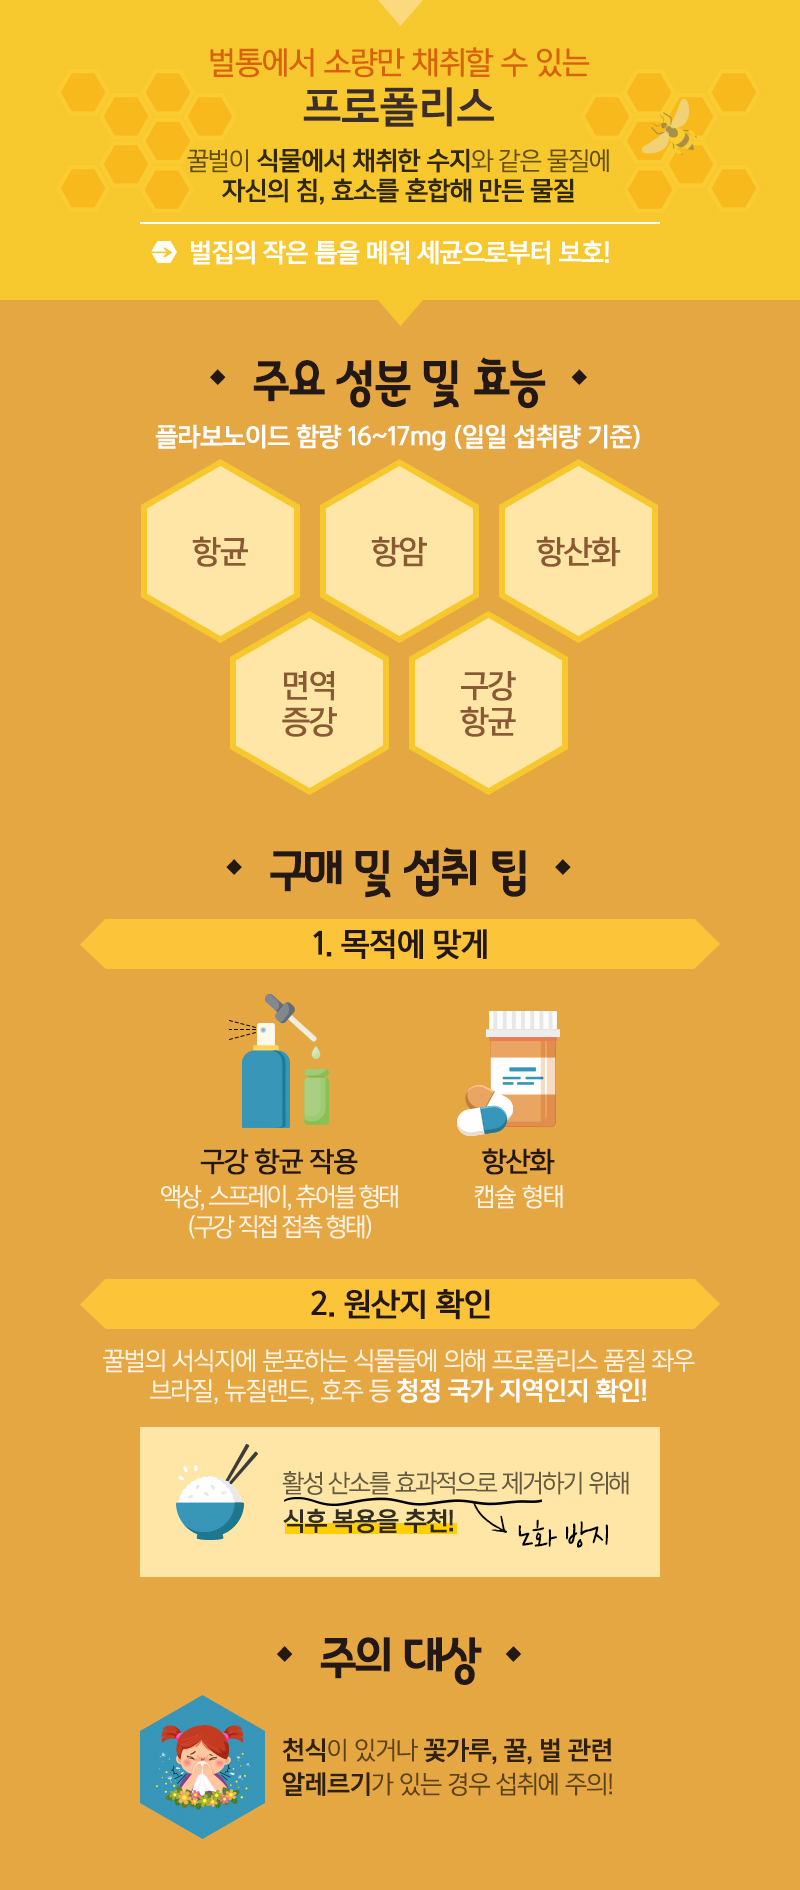 벌통에서 소량만 채취할 수 있는
프로폴리스
꿀벌이 식물에서 채취한 수지와 같은 물질에
자신의 침, 효소를 혼합해 만든 물질
벌집의 작은 틈을 메워 세균으로부터 보호!
주요 성분 및 효능
플라보노이드 함량 16~17mg (일일 섭취량 기준)
항균
항암
항산화
면역
증강
구강
항균
구매 및 섭취 팁
1. 목적에 맞게
구강 항균 작용
액상, 스프레이, 츄어블 형태
(구강 직접 접촉 형태)
항산화
캡슐 형태
2. 원산지 확인
꿀벌의 서식지에 분포하는 식물들에 의해 프로폴리스 품질 좌우
브라질, 뉴질랜드, 호주 등 청정 국가 지역인지 확인!
활성 산소를 효과적으로 제거하기 위해
식후 복용을 추천!
노화 방지
주의 대상
천식이 있거나 꽃가루, 꿀, 벌 관련
알레르기가 있는 경우 섭취에 주의!